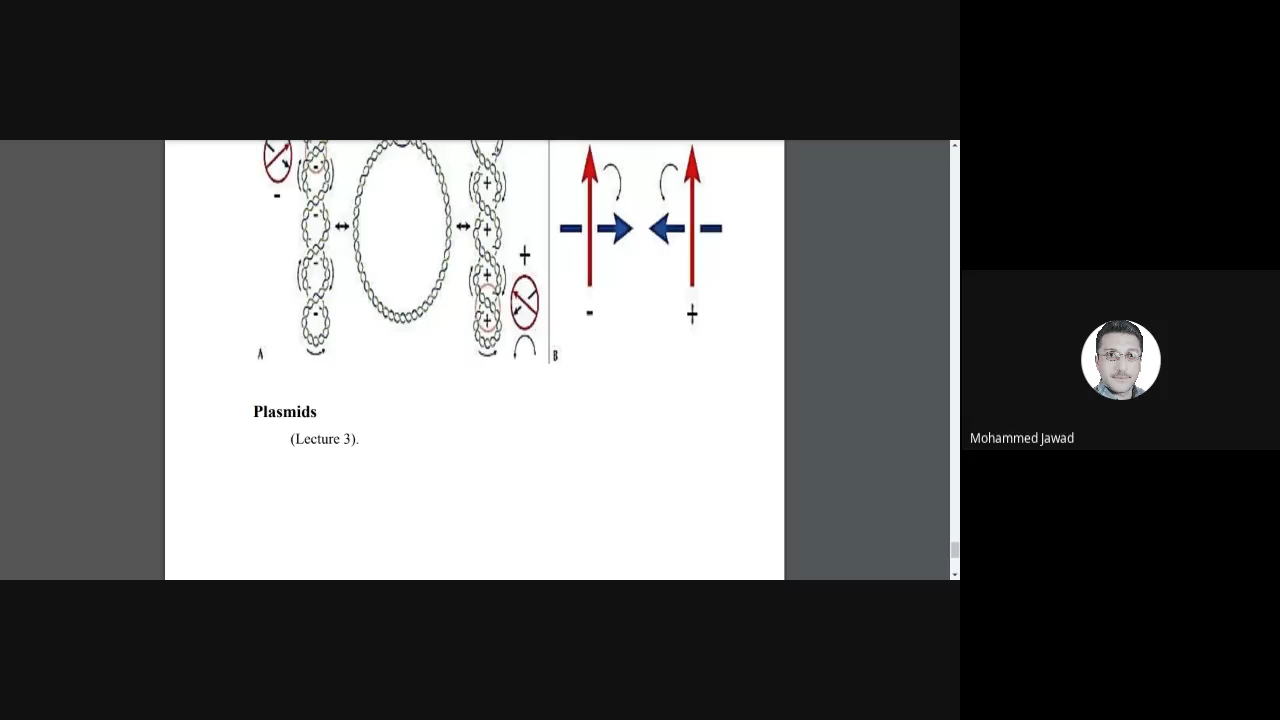 -
-
-
-
-
+
+
+
+
+
-
+
A
B
Plasmids
(Lecture 3).
Mohammed Jawad